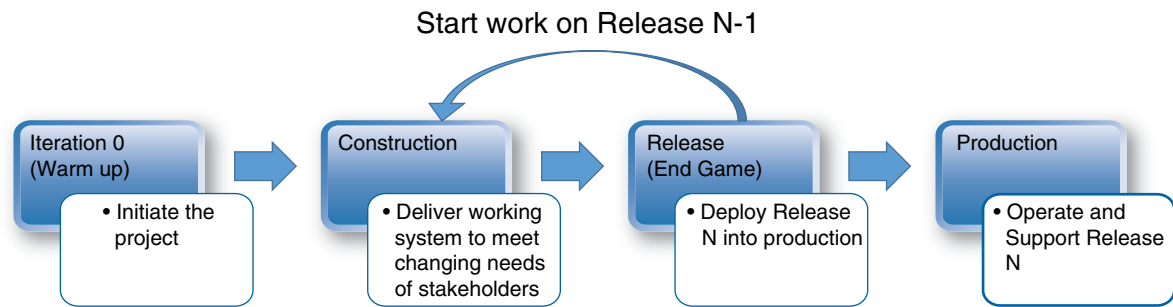 Start work on Release N-1
Iteration 0
(Warm up)
• Initiate the
project
Construction
• Deliver working
system to meet
changing needs
of stakeholders
Release
(End Game)
• Deploy Release
N into production
Production
• Operate and
Support Release
N